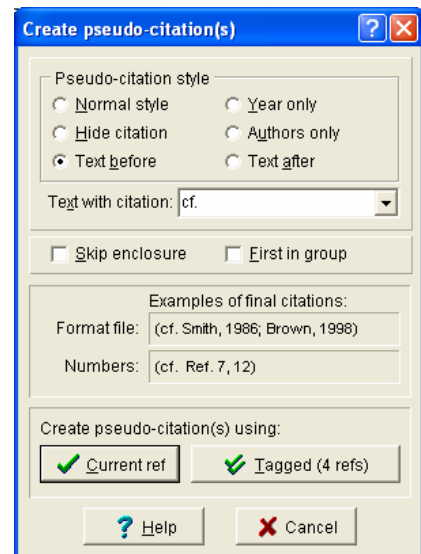 Create pseudo-citation(s)
Pseudo-citation style
Normal style Year only
Hide citation Authors only
Text before Text after
Text with citation: cf.
Skip enclosure First in group
Examples of final citations:
Format file: (cf. Smith, 1986; Brown, 1998)
Numbers: (cf. Ref. 7, 12)
Create pseudo-citation(s) using:
Current ref Tagged (4 refs)
? Help Cancel